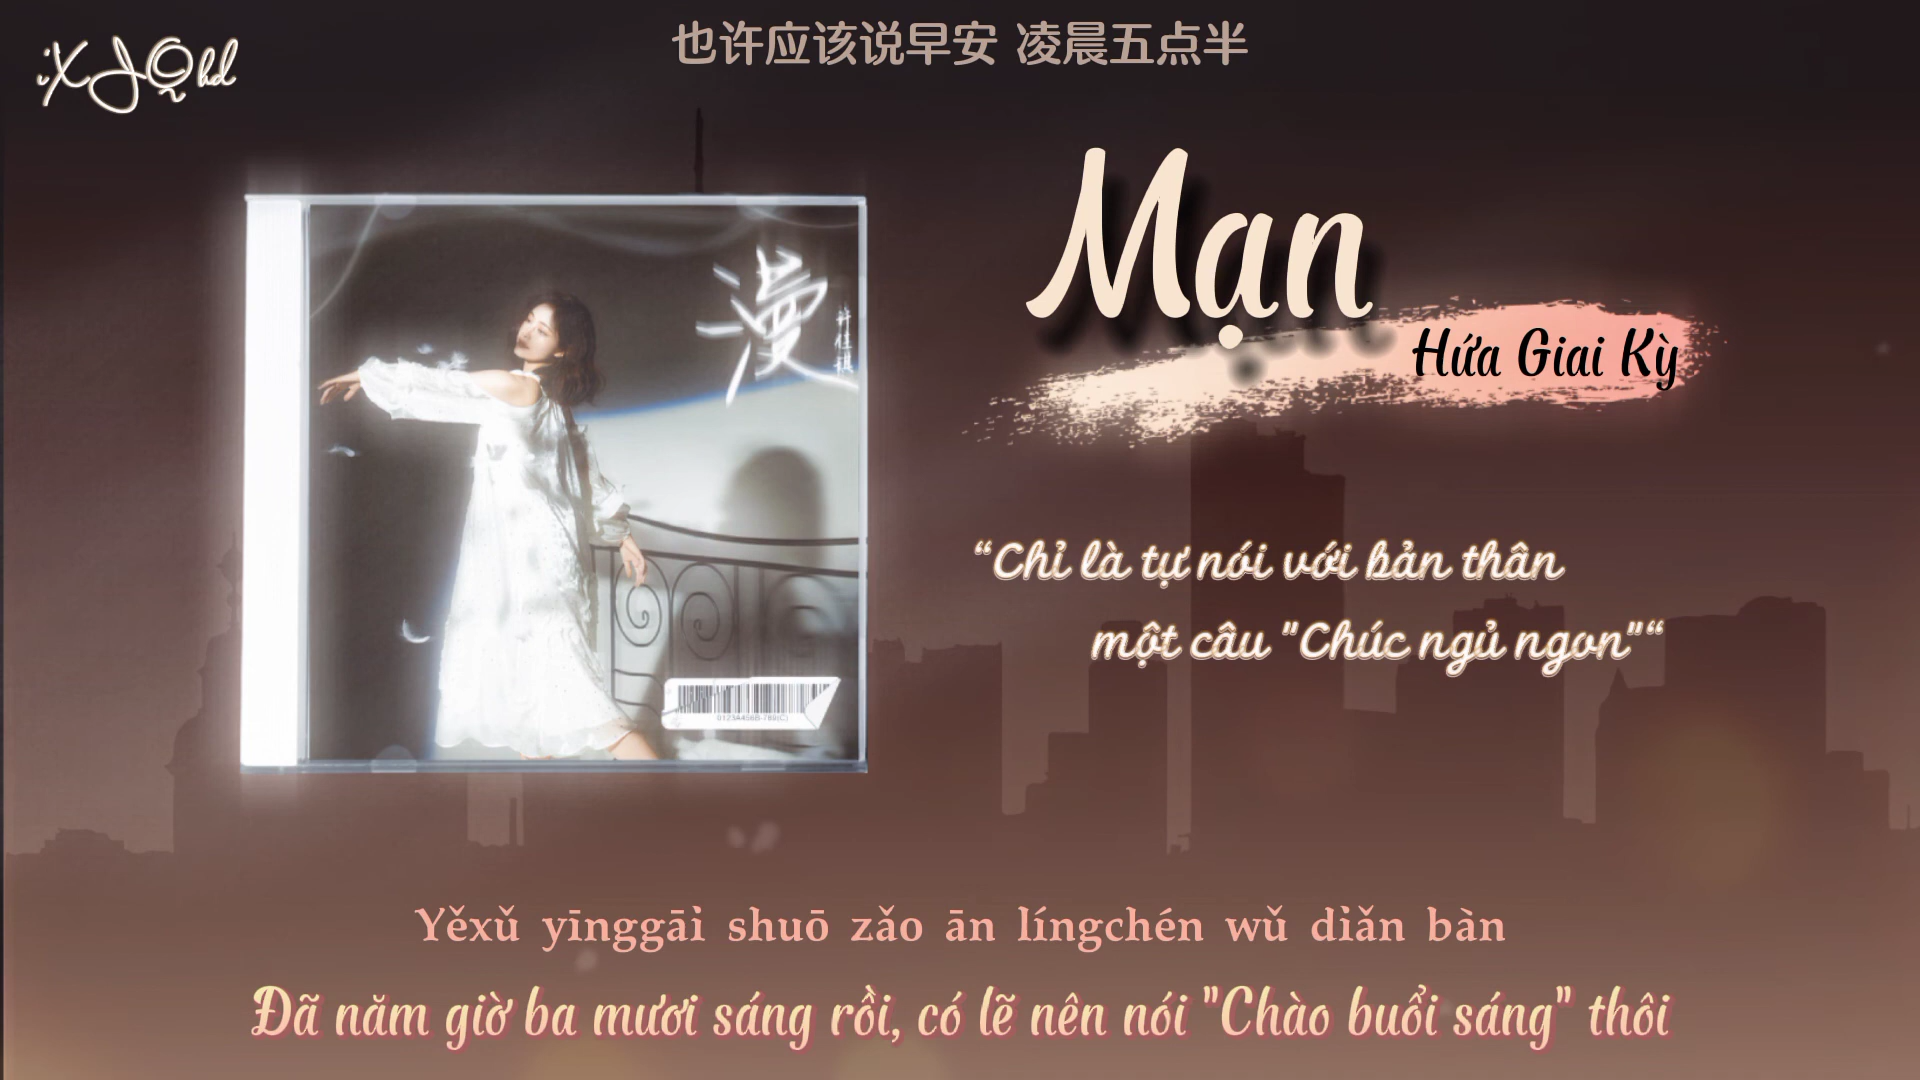 iXJQhd
也许应该说早安 凌晨五点半
Mạn
Hứa Giai Kỳ
漫
许佳琪
“Chỉ là tự nói với bản thân
một câu "Chúc ngủ ngon"“
Yěxǔ yīnggāi shuō zǎo ān língchén wǔ diǎn bàn
Đã năm giờ ba mươi sáng rồi, có lẽ nên nói "Chào buổi sáng" thôi